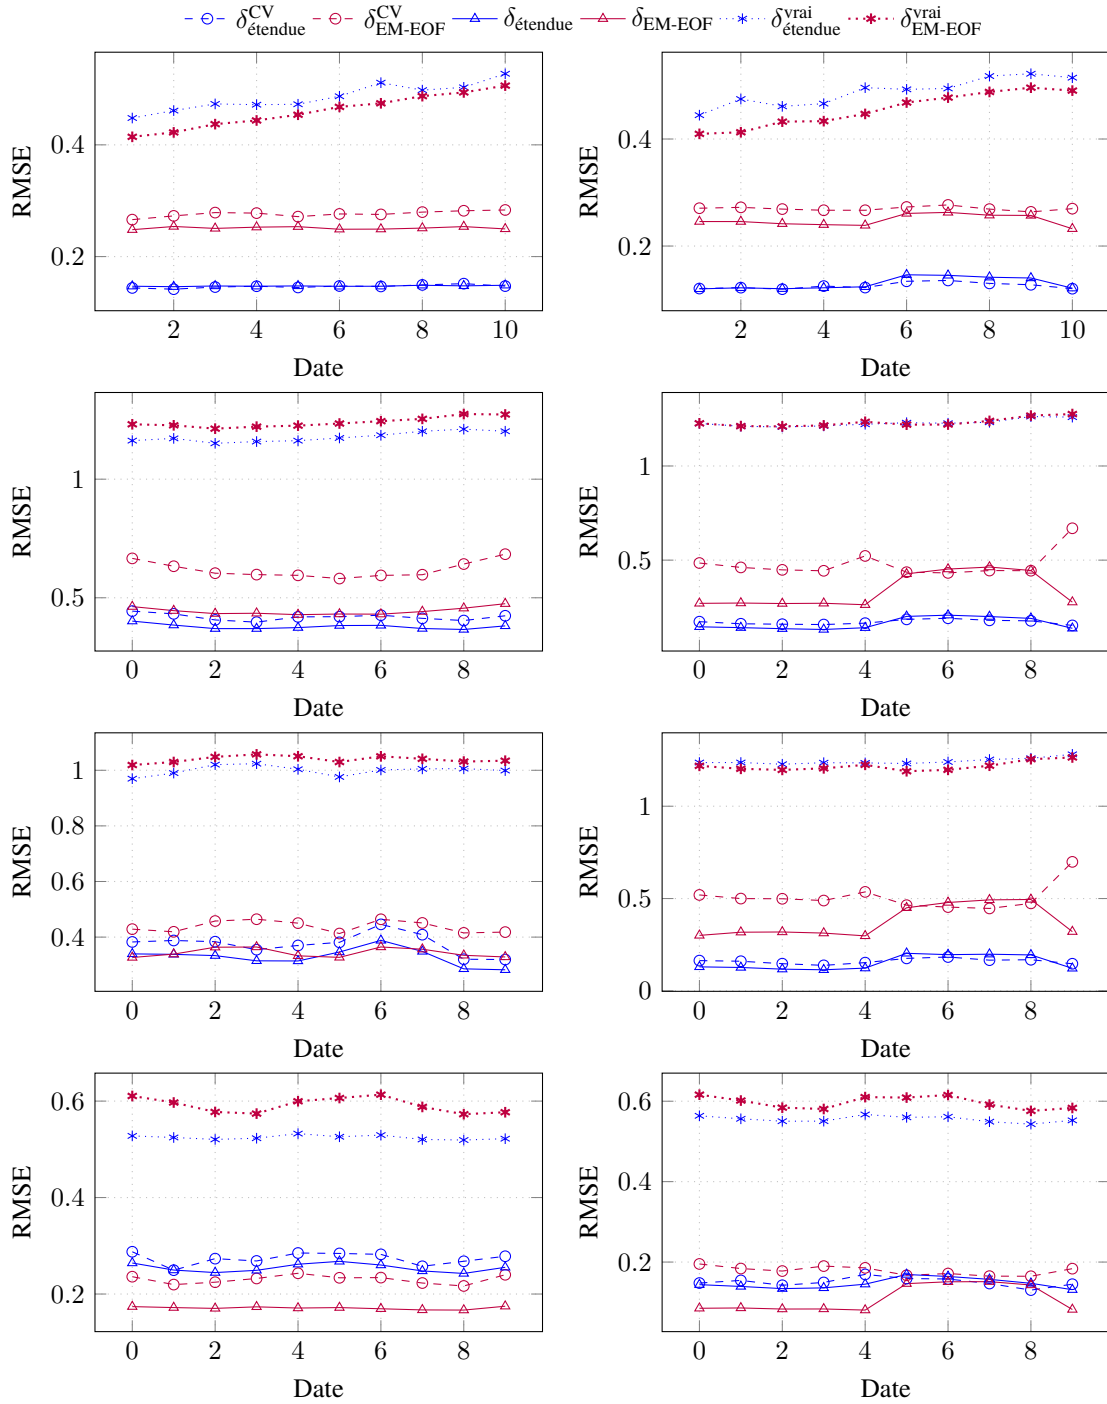 δ^CV_étendue δ^CV_EM-EOF δ_étendue δ_EM-EOF δ^vrai_étendue δ^vrai_EM-EOF
0.4
0.2
RMSE
2 4 6 8 10
Date
0.4
0.2
RMSE
2 4 6 8 10
Date
1
0.5
RMSE
0 2 4 6 8
Date
1
0.5
RMSE
0 2 4 6 8
Date
1
0.8
0.6
0.4
RMSE
0 2 4 6 8
Date
1
0.5
0
RMSE
0 2 4 6 8
Date
0.6
0.4
0.2
RMSE
0 2 4 6 8
Date
0.6
0.4
0.2
RMSE
0 2 4 6 8
Date